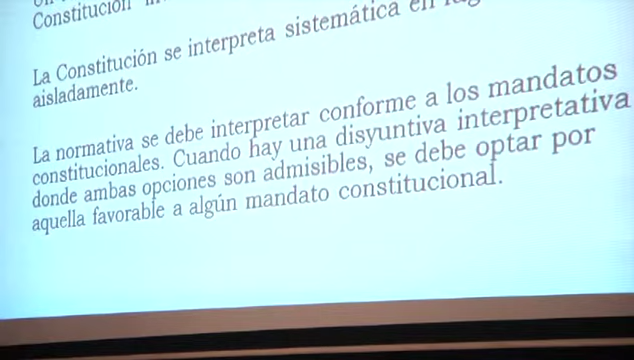 Constitución
La Constitución se interpreta sistemática en
aisladamente.
La normativa se debe interpretar conforme a los mandatos
constitucionales. Cuando hay una disyuntiva interpretativa
donde ambas opciones son admisibles, se debe optar por
aquella favorable a algún mandato constitucional.